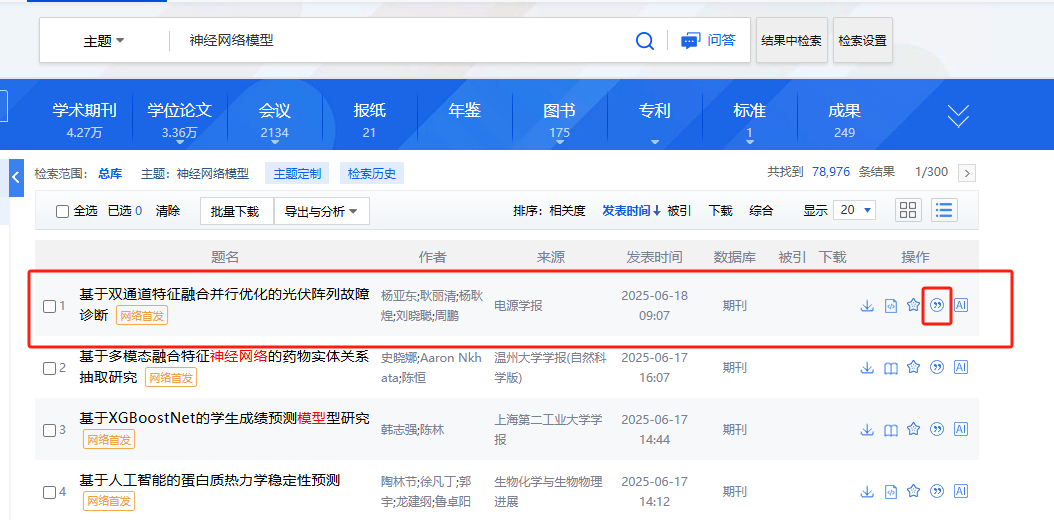 主题 神经网络模型 问答 结果中检索 检索设置
学术期刊 学位论文 会议 报纸 年鉴 图书 专利 标准 成果
4.27万 3.36万 2134 21 175 1 249
检索范围: 总库 主题: 神经网络模型 主题定制 检索历史 共找到 78,976 条结果 1/300
全选 已选 0 清除 批量下载 导出与分析 排序: 相关度 发表时间↓ 被引 下载 综合 显示 20
题名 作者 来源 发表时间 数据库 被引 下载 操作
1 基于双通道特征融合并行优化的光伏阵列故障
诊断 网络首发
杨亚东;耿丽清;杨耿
煌;刘晓聪;周鹏
电源学报
2025-06-18
09:07
期刊
AI
2 基于多模态融合特征神经网络的药物实体关系
抽取研究 网络首发
史晓娜;Aaron Nkh
ata;陈恒
温州大学学报(自然科
学版)
2025-06-17
16:07
期刊
AI
3 基于XGBoostNet的学生成绩预测模型型研究
网络首发
韩志强;陈林
上海第二工业大学学
报
2025-06-17
14:44
期刊
AI
4 基于人工智能的蛋白质热力学稳定性预测
网络首发
陶林节;徐凡丁;郭
宇;龙建纲;鲁卓阳
生物化学与生物物理
进展
2025-06-17
14:12
期刊
AI